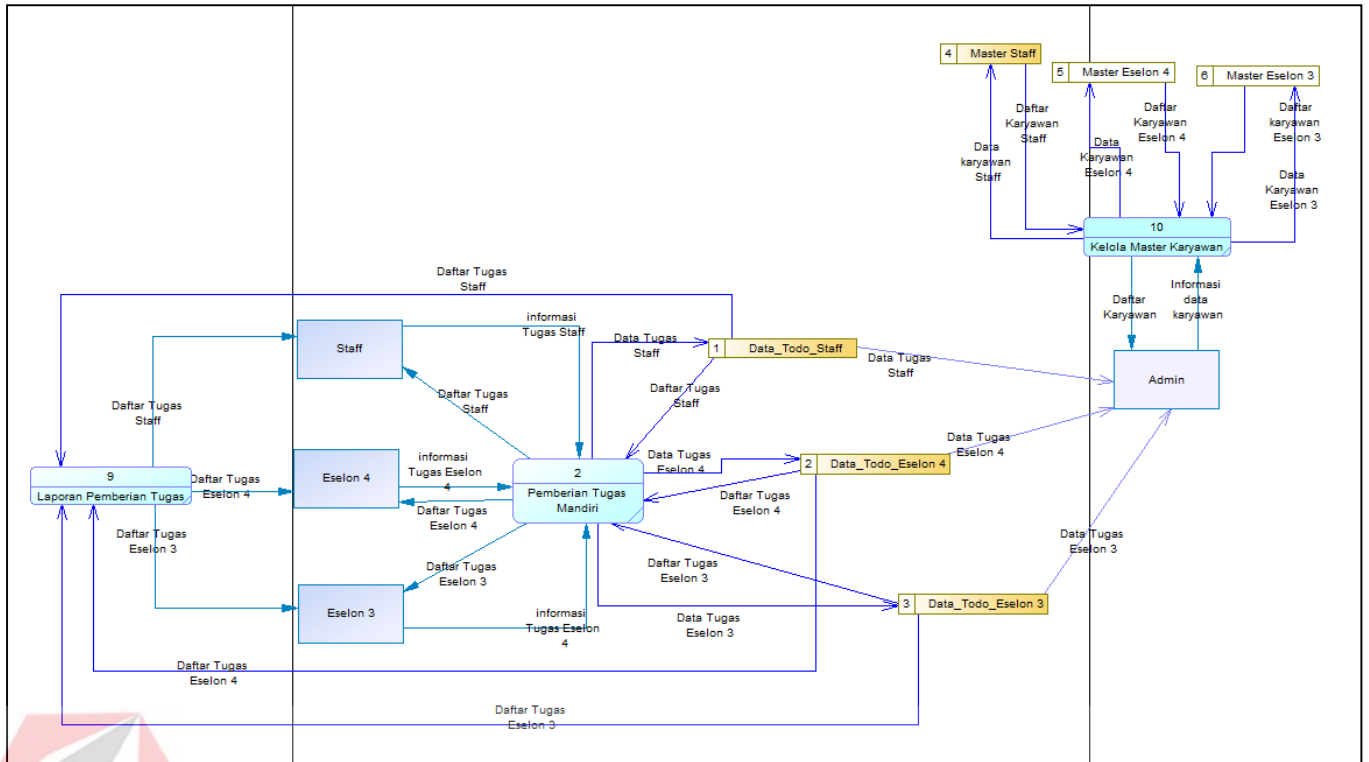 4 Master Staff
5 Master Eselon 4
6 Master Eselon 3
Daftar
Karyawan
Staff
Daftar
Karyawan
Eselon 4
Daftar
karyawan
Eselon 3
Data
karyawan
Staff
Data
Karyawan
Eselon 4
Data
Karyawan
Eselon 3
10
Kelola Master Karyawan
Daftar
Karyawan
Informasi
data
karyawan
Admin
Daftar Tugas
Staff
informasi
Tugas Staff
Staff
Data Tugas
Staff
1 Data_Todo_Staff
Data Tugas
Staff
Daftar Tugas
Staff
Daftar Tugas
Staff
Daftar Tugas
Staff
9
Laporan Pemberian Tugas
Daftar Tugas
Eselon 4
Eselon 4
informasi
Tugas Eselon
4
Daftar Tugas
Eselon 4
2
Pemberian Tugas
Mandiri
Data Tugas
Eselon 4
2 Data_Todo_Eselon 4
Data Tugas
Eselon 4
Daftar Tugas
Eselon 4
Daftar Tugas
Eselon 3
Daftar Tugas
Eselon 3
Daftar Tugas
Eselon 3
Data Tugas
Eselon 3
Eselon 3
informasi
Tugas Eselon
4
Data Tugas
Eselon 3
3 Data_Todo_Eselon 3
Daftar Tugas
Eselon 4
Daftar Tugas
Eselon 3